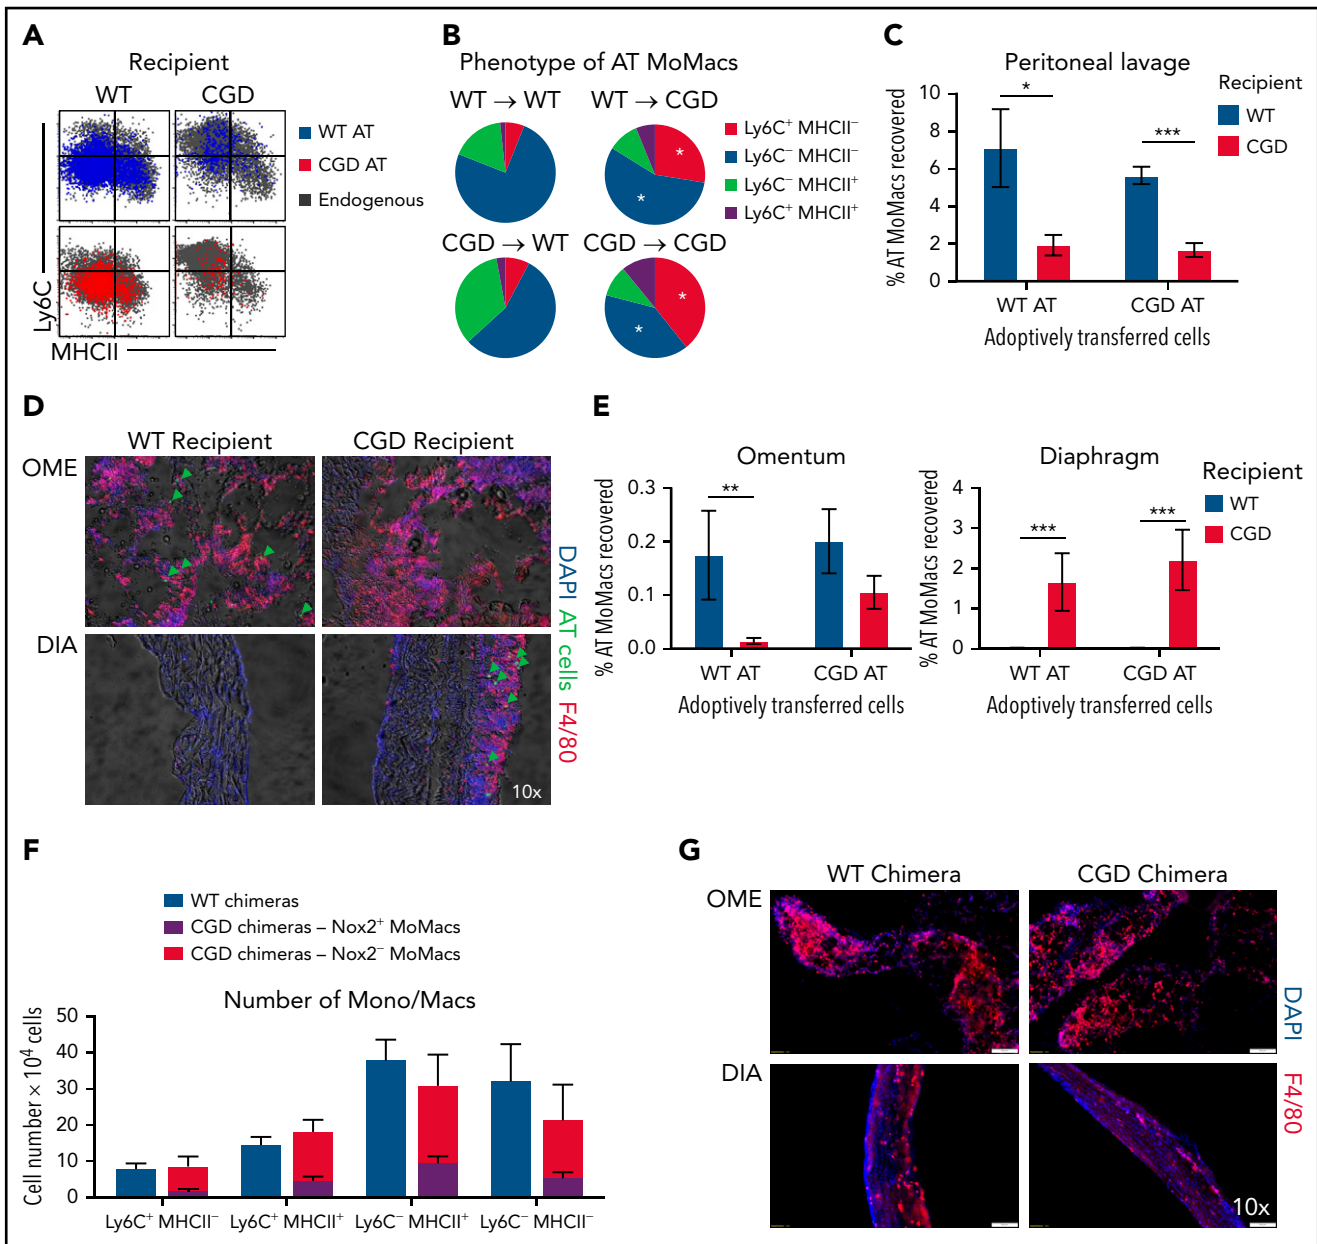 A
Recipient
WT CGD
WT AT
CGD AT
Endogenous
Ly6C
MHCII
B
Phenotype of AT MoMacs
WT → WT WT → CGD
CGD → WT CGD → CGD
Ly6C⁺ MHCII⁻
Ly6C⁻ MHCII⁻
Ly6C⁻ MHCII⁺
Ly6C⁺ MHCII⁺
*
*
*
*
C
Peritoneal lavage
Recipient
WT
CGD
% AT MoMacs recovered
10
8
6
4
2
0
*
***
WT AT CGD AT
Adoptively transferred cells
D
WT Recipient CGD Recipient
OME
DIA
10x
DAPI AT cells F4/80
E
Omentum
% AT MoMacs recovered
0.3
0.2
0.1
0.0
**
WT AT CGD AT
Adoptively transferred cells
Diaphragm
% AT MoMacs recovered
4
3
2
1
0
***
***
WT AT CGD AT
Adoptively transferred cells
Recipient
WT
CGD
F
WT chimeras
CGD chimeras – Nox2⁺ MoMacs
CGD chimeras – Nox2⁻ MoMacs
Number of Mono/Macs
Cell number × 10⁴ cells
50
40
30
20
10
0
Ly6C⁺ MHCII⁻ Ly6C⁺ MHCII⁺ Ly6C⁻ MHCII⁺ Ly6C⁻ MHCII⁻
G
WT Chimera CGD Chimera
OME
DIA
10x
DAPI F4/80